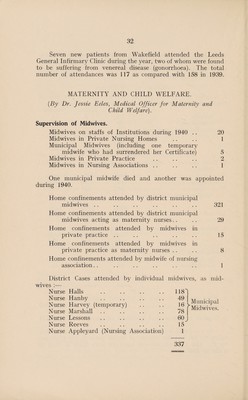 32
Seven new patients from Wakefield attended the Leeds
General Infirmary Clinic during the year, two of whom were found
to be suffering from venereal disease (gonorrhoea). The total
number of attendances was 117 as compared with 158 in 1939.
MATERNITY AND CHILD WELFARE.
(By Dr. Jessie Eeles, Medical Officer for Maternity and
Child Welfare).
Supervision of Midwives.
Midwives on staffs of Institutions during 1940 .. 20
Midwives in Private Nursing Homes .. .. 1
Municipal Midwives (including one temporary
midwife who had surrendered her Certificate) 5
Midwives in Private Practice .. .. .. 2
Midwives in Nursing Associations .. .. .. 1
One municipal midwife died and another was appointed
during 1940.
Home confinements attended by district municipal
midwives .. .. .. .. .. .. 321
Home confinements attended by district municipal
midwives acting as maternity nurses .. .. 29
Home confinements attended by midwives in
private practice .. .. .. .. .. 15
Home confinements attended by midwives in
private practice as maternity nurses .. .. 8
Home confinements attended by midwife of nursing
association .. .. .. .. .. .. 1
District Cases attended by individual midwives, as mid-
wives :—
Nurse Halls .. .. .. .. 118
Nurse Hanby .. .. .. .. 49
Nurse Harvey (temporary) .. .. 16
Municipal
Midwives.
Nurse Marshall .. .. .. .. 78
Nurse Lessons .. .. .. .. 60
Nurse Reeves .. .. .. .. 15
Nurse Appleyard (Nursing Association) 1
337